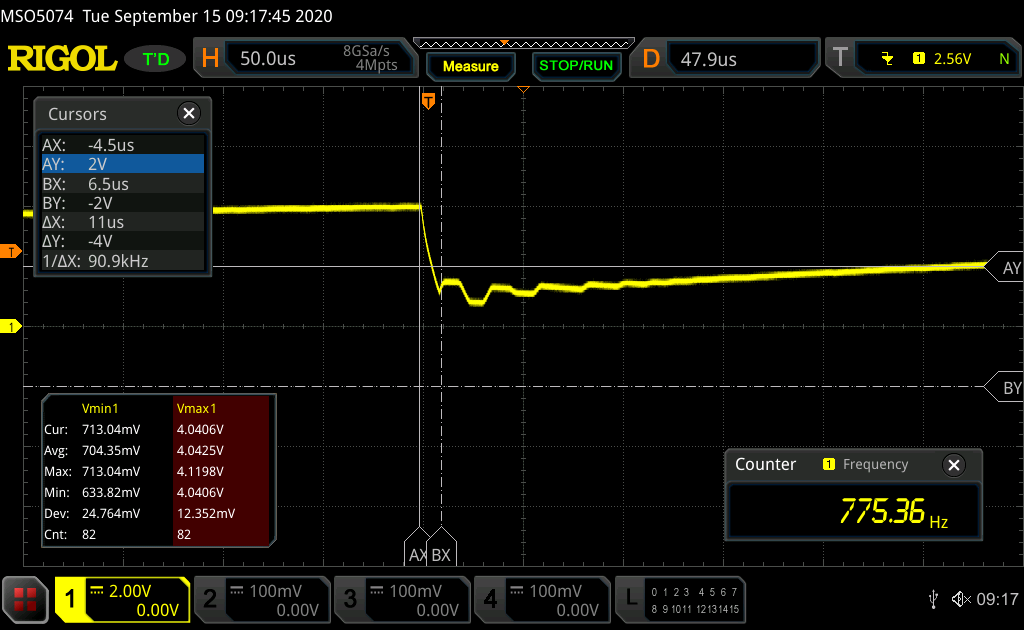 MSO5074 Tue September 15 09:17:45 2020
RIGOL T'D H 50.0us 8GSa/s 4Mpts Measure STOP/RUN D 47.9us T 1 2.56V N
T
Cursors
AX: -4.5us
AY: 2V
BX: 6.5us
BY: -2V
ΔX: 11us
ΔY: -4V
1/ΔX: 90.9kHz
T
AY
1
BY
Vmin1 Vmax1
Cur: 713.04mV 4.0406V
Avg: 704.35mV 4.0425V
Max: 713.04mV 4.1198V
Min: 633.82mV 4.0406V
Dev: 24.764mV 12.352mV
Cnt: 82 82
Counter 1 Frequency
775.36 Hz
AX BX
1 2.00V 0.00V
2 100mV 0.00V
3 100mV 0.00V
4 100mV 0.00V
L 0 1 2 3 4 5 6 7
8 9 10 11 12 13 14 15
09:17